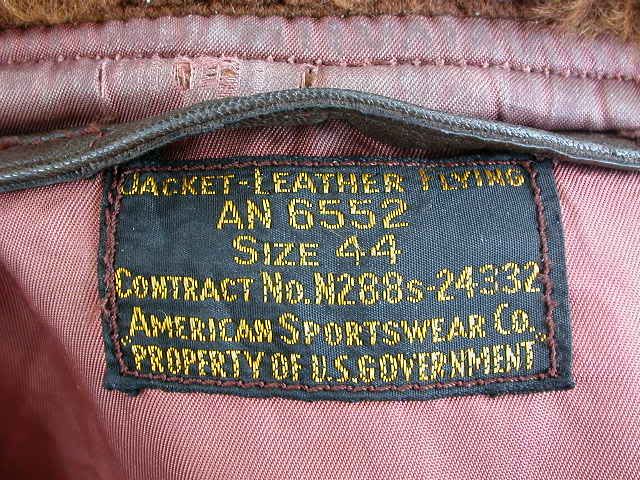 JACKET-LEATHER FLYING
AN 6552
SIZE 44
CONTRACT NO. N288s-24332
AMERICAN SPORTSWEAR CO.
PROPERTY OF U.S. GOVERNMENT